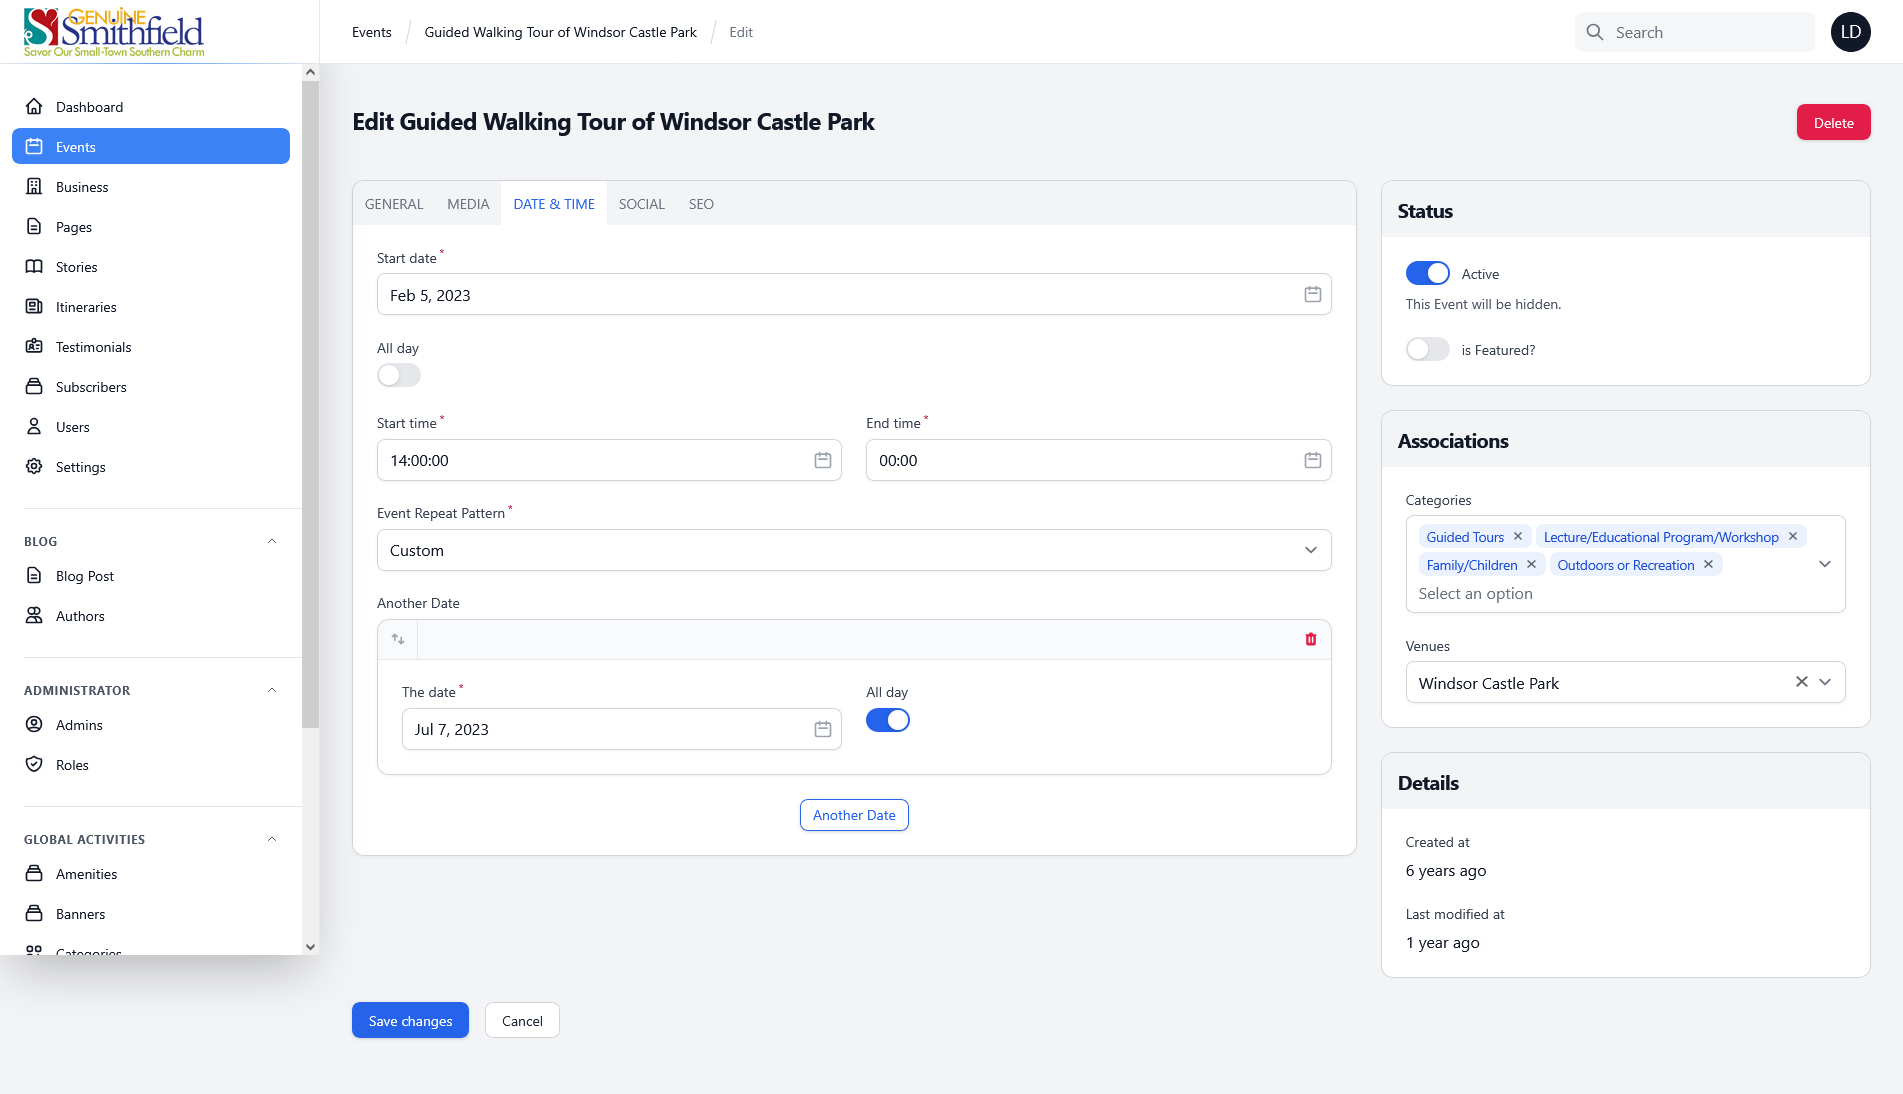 GENUINE
Smithfield
Savor Our Small-Town Southern Charm
Events / Guided Walking Tour of Windsor Castle Park / Edit
Search
LD
Dashboard
Events
Business
Pages
Stories
Itineraries
Testimonials
Subscribers
Users
Settings
BLOG
Blog Post
Authors
ADMINISTRATOR
Admins
Roles
GLOBAL ACTIVITIES
Amenities
Banners
Categories
Edit Guided Walking Tour of Windsor Castle Park
Delete
GENERAL MEDIA DATE & TIME SOCIAL SEO
Start date*
Feb 5, 2023
All day
Start time* End time*
14:00:00 00:00
Event Repeat Pattern*
Custom
Another Date
The date* All day
Jul 7, 2023
Another Date
Save changes Cancel
Status
Active
This Event will be hidden.
is Featured?
Associations
Categories
Guided Tours Lecture/Educational Program/Workshop
Family/Children Outdoors or Recreation
Select an option
Venues
Windsor Castle Park
Details
Created at
6 years ago
Last modified at
1 year ago